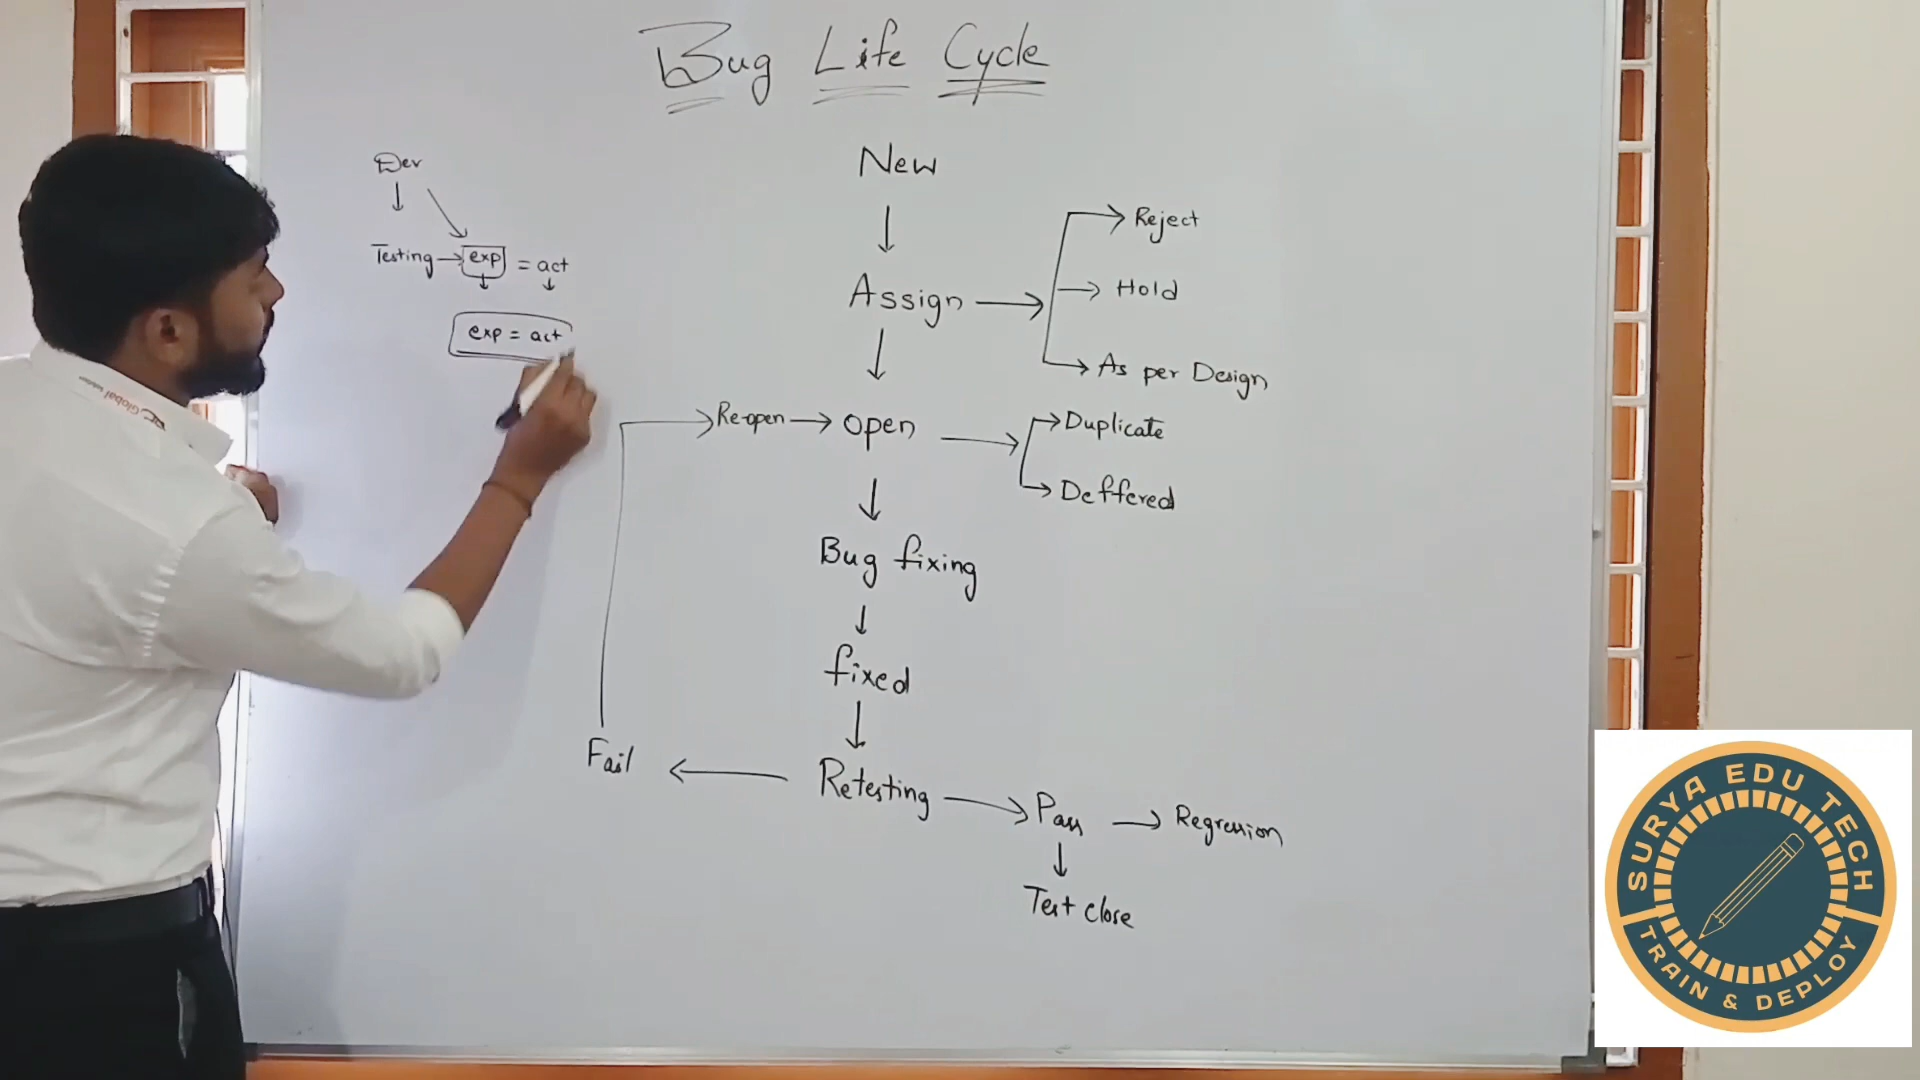 Bug Life Cycle
Dev
Testing → exp = act
exp = act
New
Assign
Reject
Hold
As per Design
Re-open → open
Duplicate
Deffered
Bug fixing
fixed
Fail
Retesting
Pass → Regression
Test close
Global
SURYA EDU TECH
TRAIN & DEPLOY